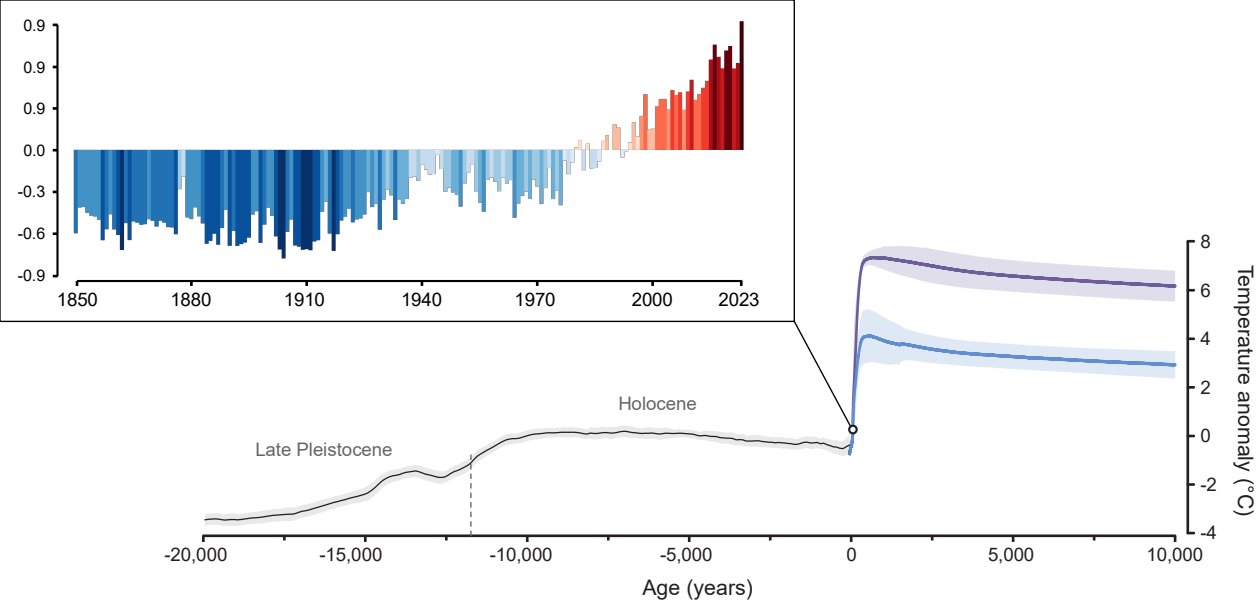 0.9
0.9
0.9
0.0
-0.3
-0.6
-0.9
1850 1880 1910 1940 1970 2000 2023
Late Pleistocene
Holocene
8
6
4
2
0
-2
-4
Temperature anomaly (°C)
-20,000 -15,000 -10,000 -5,000 0 5,000 10,000
Age (years)